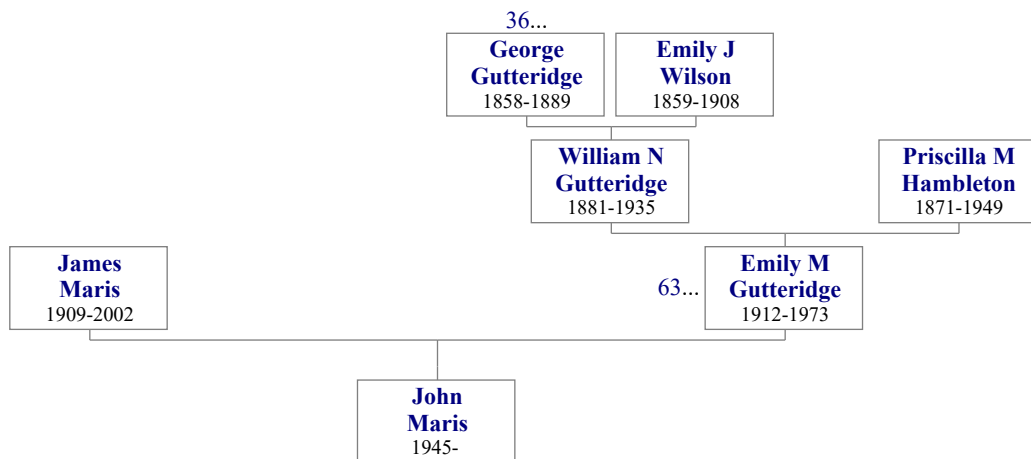 36...
George
Gutteridge
1858-1889
Emily J
Wilson
1859-1908
William N
Gutteridge
1881-1935
Priscilla M
Hambleton
1871-1949
James
Maris
1909-2002
63...
Emily M
Gutteridge
1912-1973
John
Maris
1945-